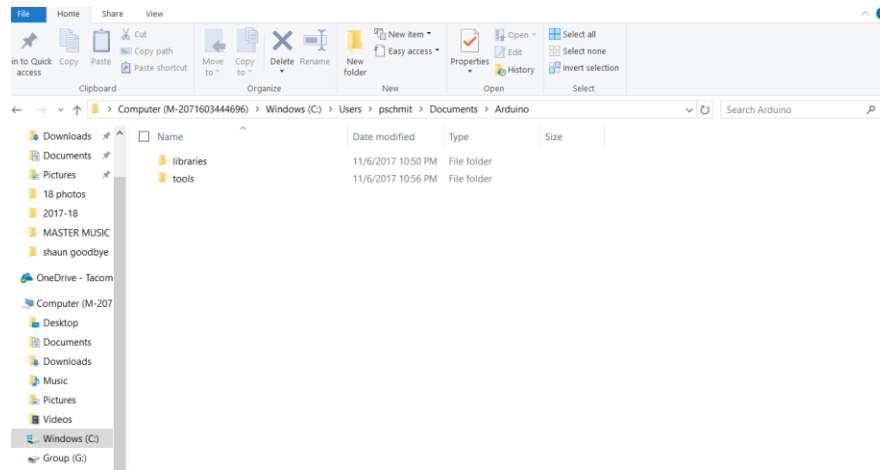 File Home Share View
in to Quick access
Copy
Paste
Cut
Copy path
Paste shortcut
Clipboard
Move to
Copy to
Delete
Rename
Organize
New folder
New item
Easy access
New
Properties
Open
Edit
History
Open
Select all
Select none
Invert selection
Select
Computer (M-2071603444696) > Windows (C:) > Users > pschmit > Documents > Arduino
Search Arduino
Name Date modified Type Size
libraries 11/6/2017 10:50 PM File folder
tools 11/6/2017 10:56 PM File folder
Downloads
Documents
Pictures
18 photos
2017-18
MASTER MUSIC
shaun goodbye
OneDrive - Tacom
Computer (M-207
Desktop
Documents
Downloads
Music
Pictures
Videos
Windows (C:)
Group (G:)